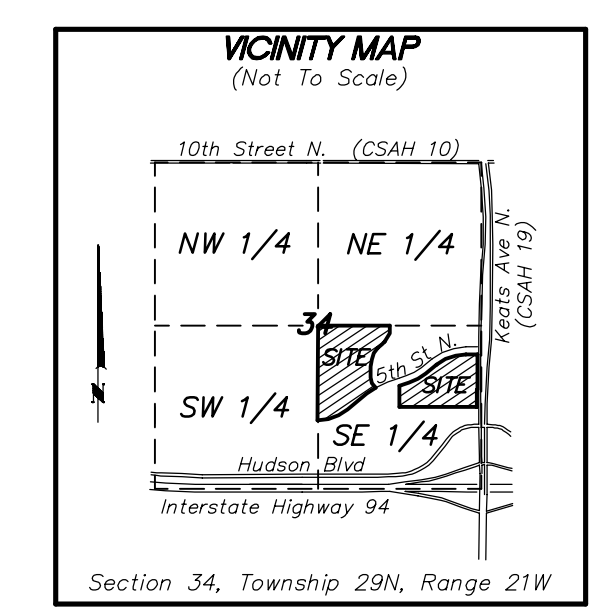 VICINITY MAP
(Not To Scale)
10th Street N. (CSAH 10)
NW 1/4
NE 1/4
Keats Ave N.
(CSAH 19)
34
SITE
5th St N.
SITE
N
SW 1/4
SE 1/4
Hudson Blvd
Interstate Highway 94
Section 34, Township 29N, Range 21W